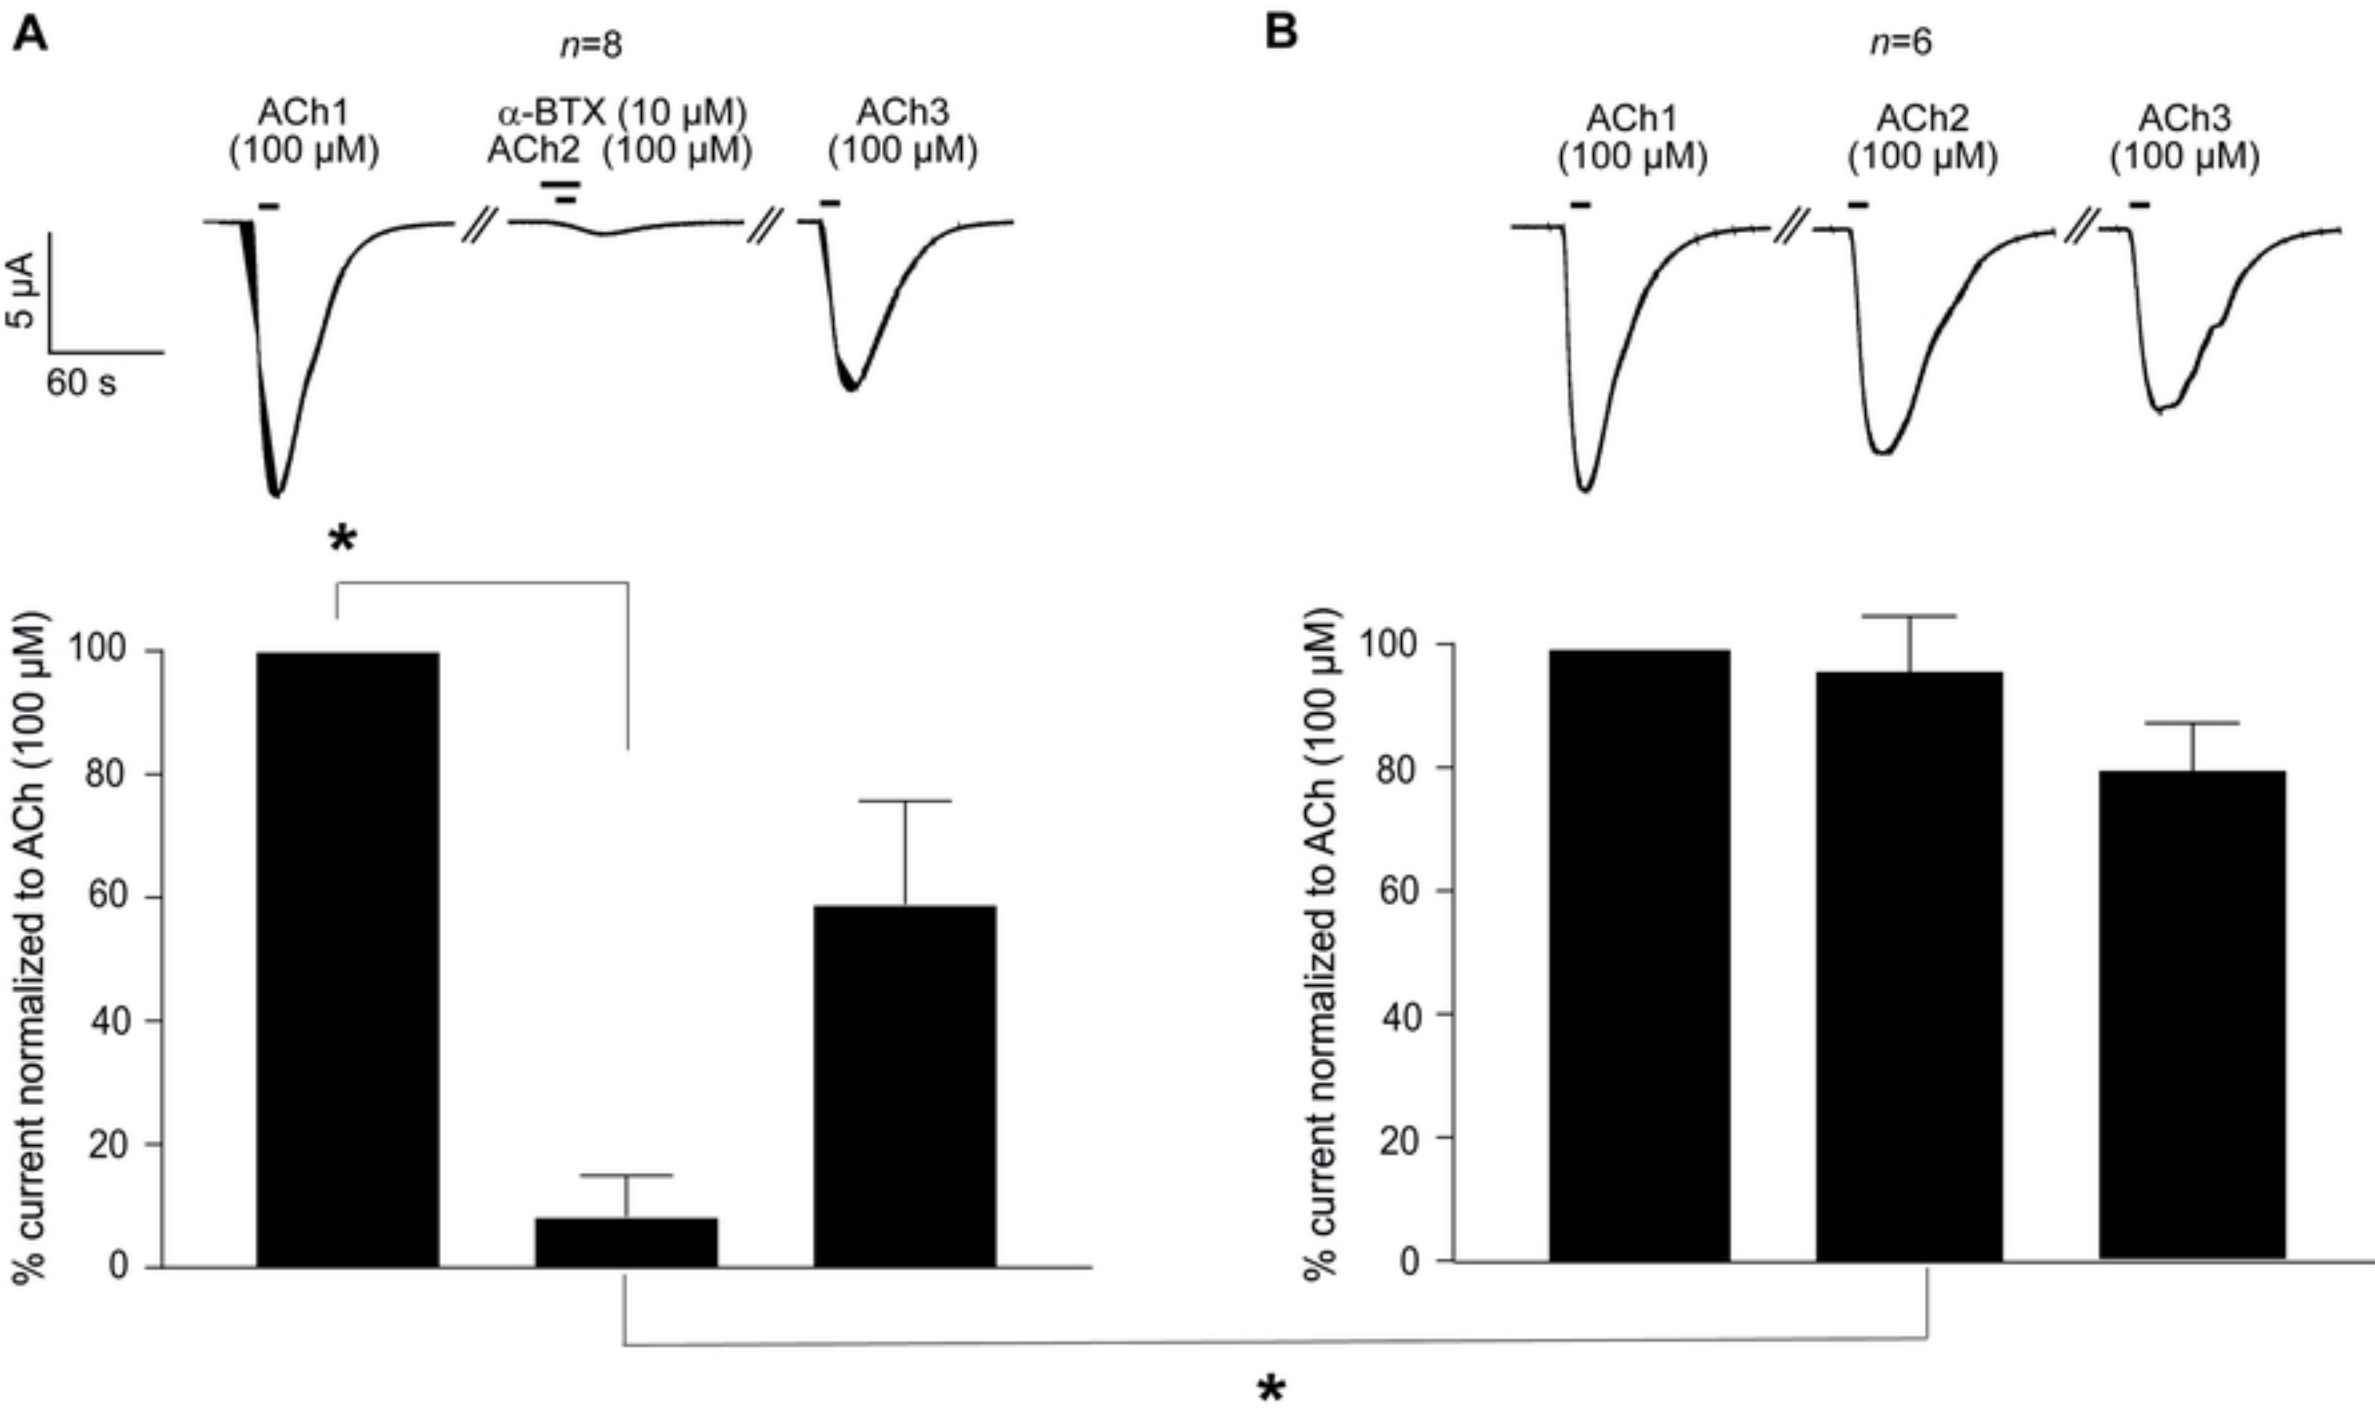 A
n=8
ACh1
(100 µM)
α-BTX (10 µM)
ACh2 (100 µM)
ACh3
(100 µM)
5 µA
60 s
*
% current normalized to ACh (100 µM)
100
80
60
40
20
0
B
n=6
ACh1
(100 µM)
ACh2
(100 µM)
ACh3
(100 µM)
% current normalized to ACh (100 µM)
100
80
60
40
20
0
*